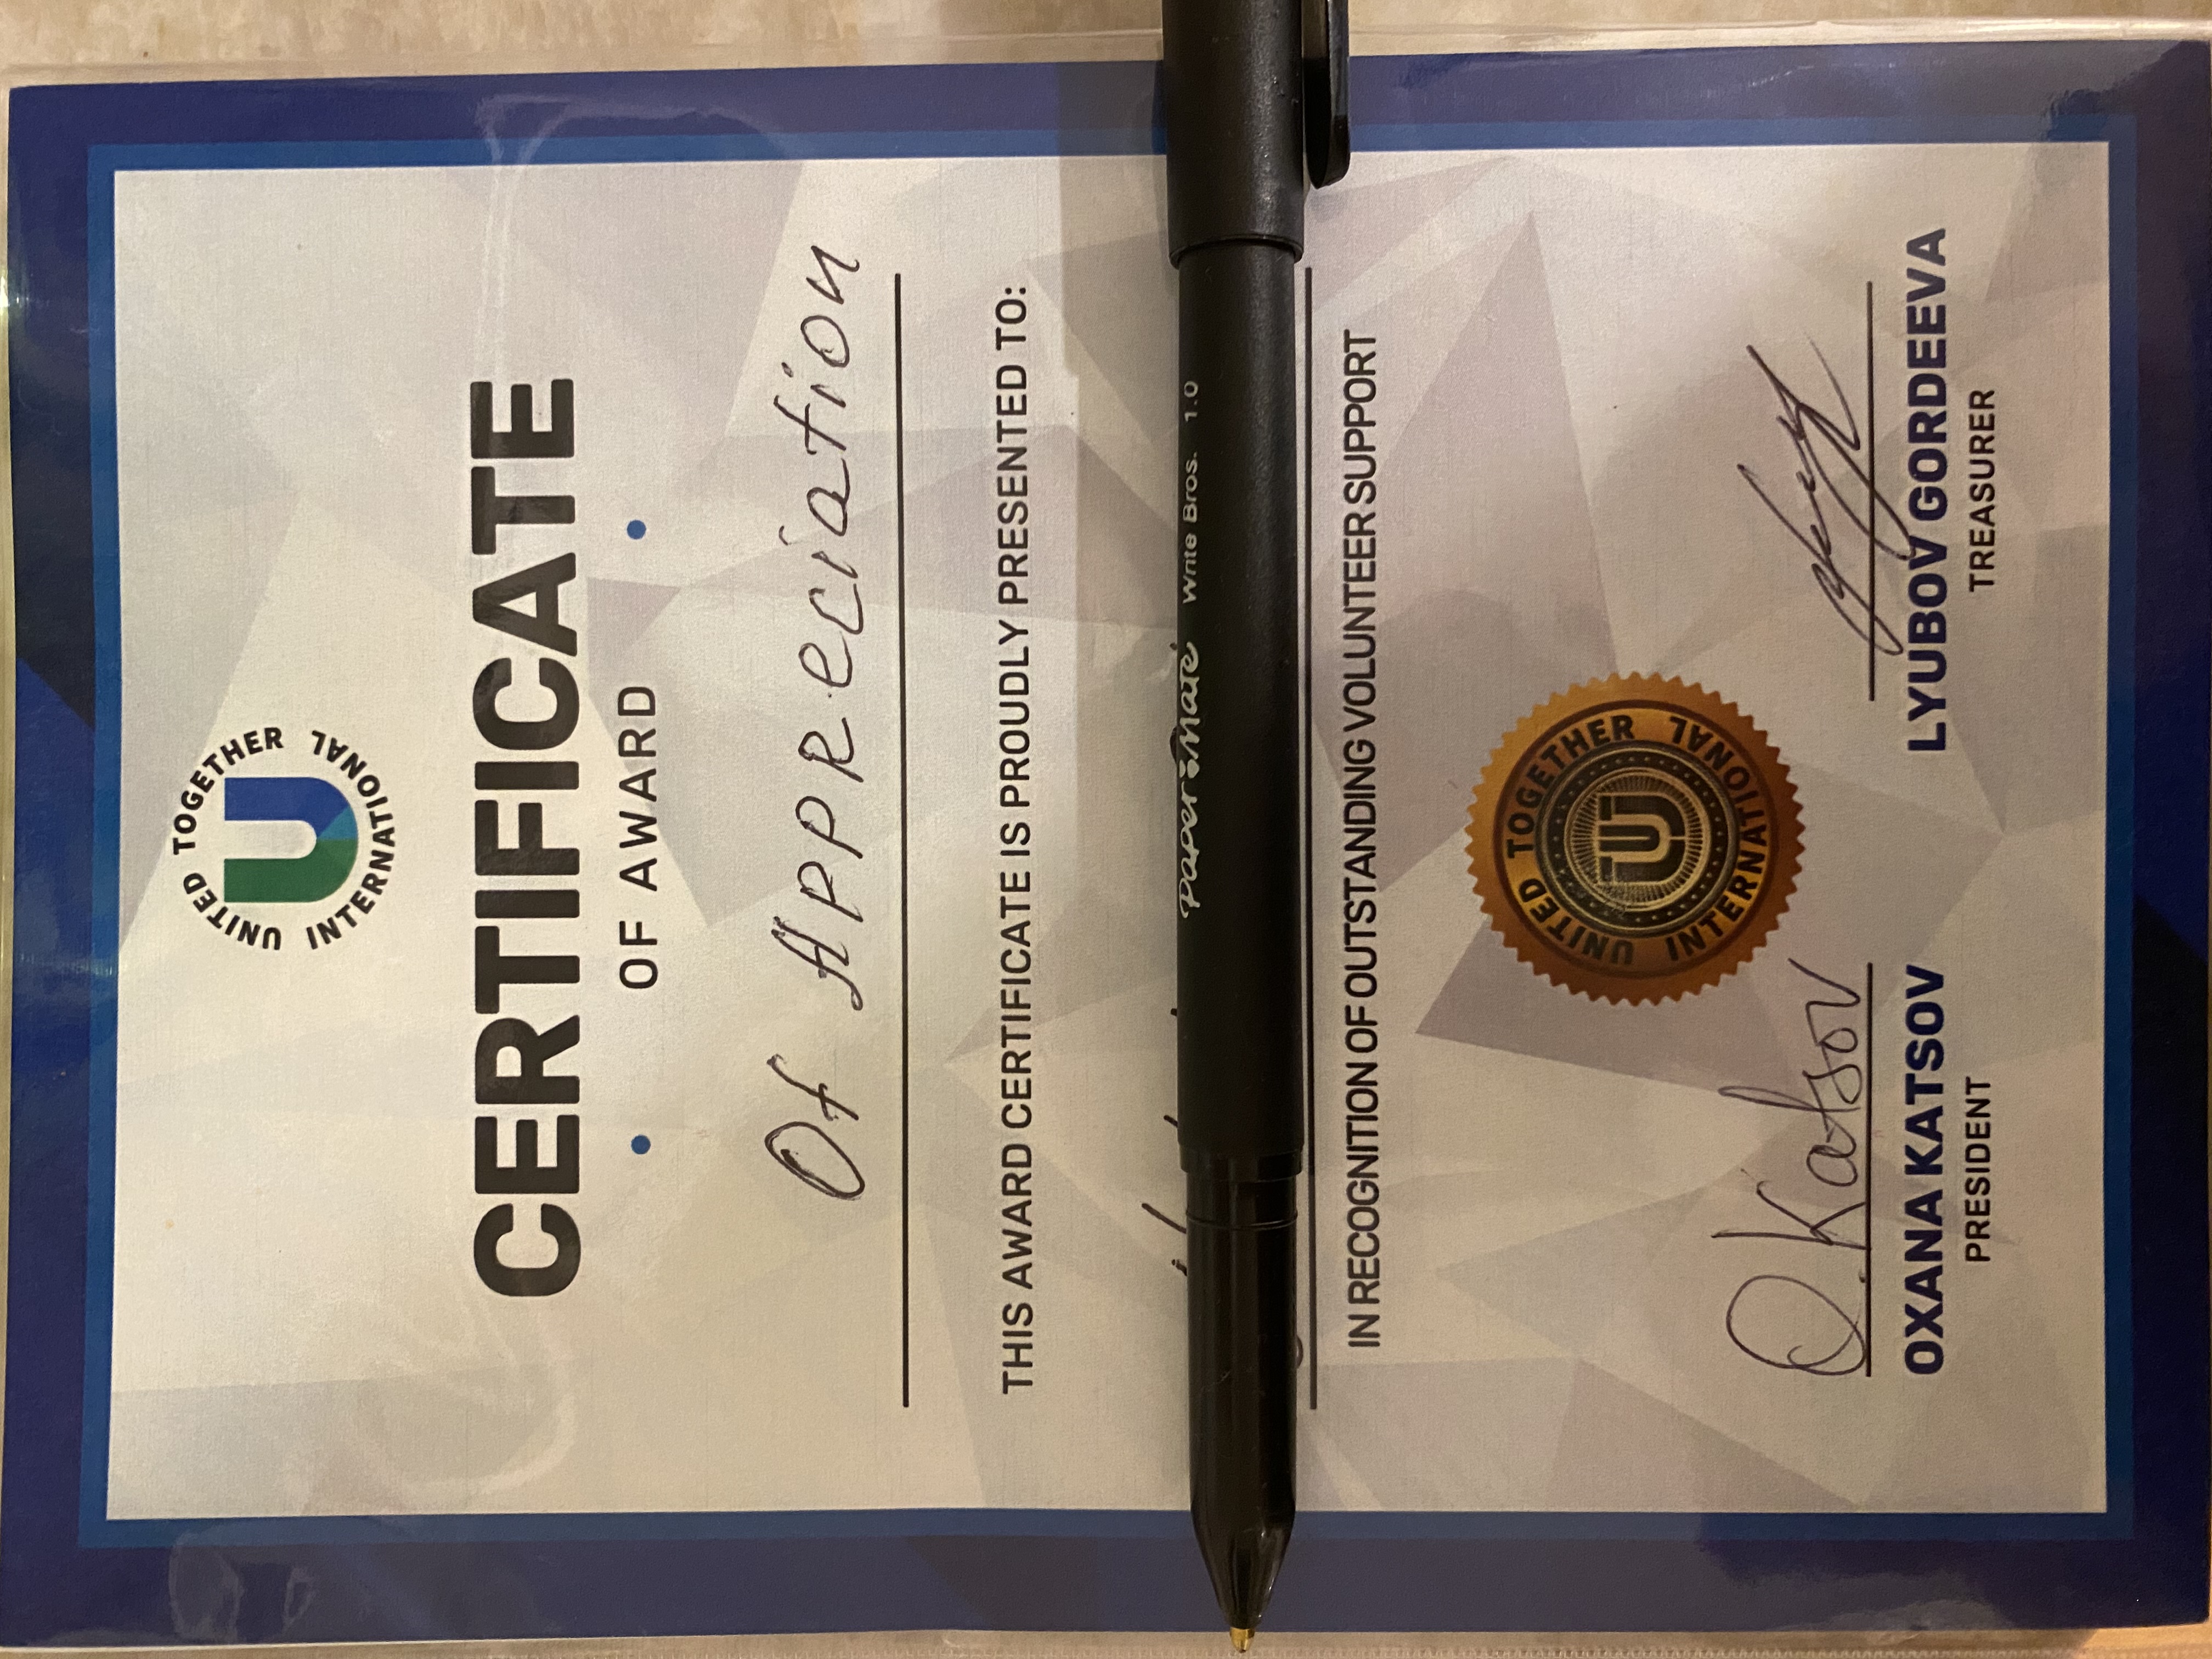 UNITED TOGETHER
INTERNATIONAL
CERTIFICATE
OF AWARD
Of Appreciation
THIS AWARD CERTIFICATE IS PROUDLY PRESENTED TO:
paper mate Write Bros. 1.0
IN RECOGNITION OF OUTSTANDING VOLUNTEER SUPPORT
UNITED TOGETHER
INTERNATIONAL
U
O. Katsov
OXANA KATSOV
PRESIDENT
LYUBOV GORDEEVA
TREASURER